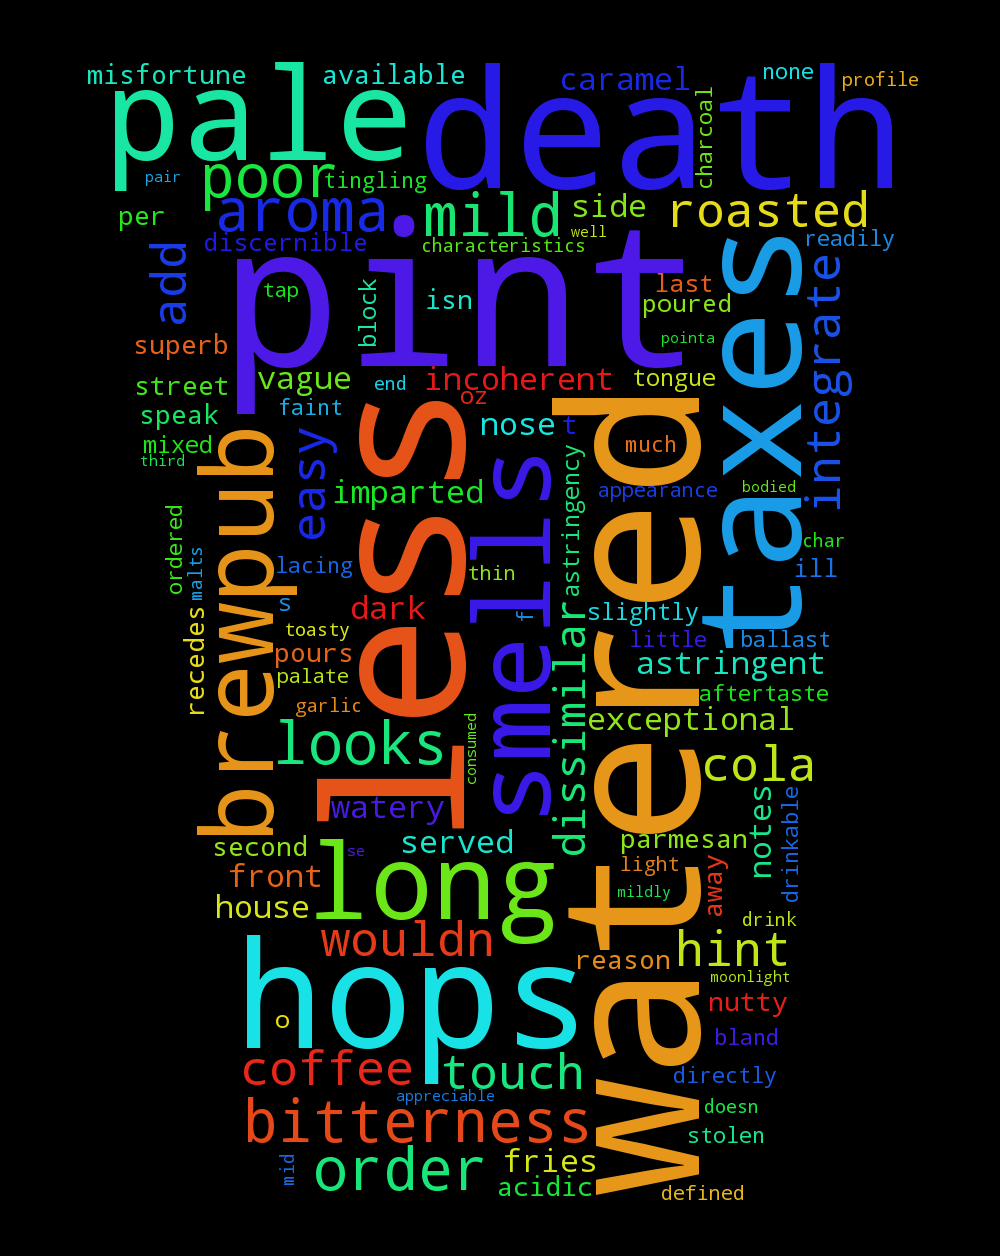 misfortune
available
caramel
none
profile
pale
death
charcoal
pair
poor
tingling
per
aroma
mild
side
roasted
well
discernible
characteristics
readily
add
pint
tap
block
isn
last
poured
integrate
taxes
superb
pointa
street
vague
end
incoherent
tongue
speak
faint
oz
less
watered
mixed
third
brewpub
easy
nose
t
much
smells
imparted
astringency
appearance
bodied
ordered
malts
lacing
thin
char
ill
s
dark
f
slightly
recedes
toasty
dissimilar
little
ballast
pours
palate
astringent
garlic
aftertaste
consumed
exceptional
looks
cola
watery
notes
drinkable
second
se
served
parmesan
front
long
light
away
house
mildly
drink
wouldn
reason
hint
hops
moonlight
o
nutty
bland
coffee
touch
directly
appreciable
doesn
bitterness
stolen
mid
order
fries
acidic
defined